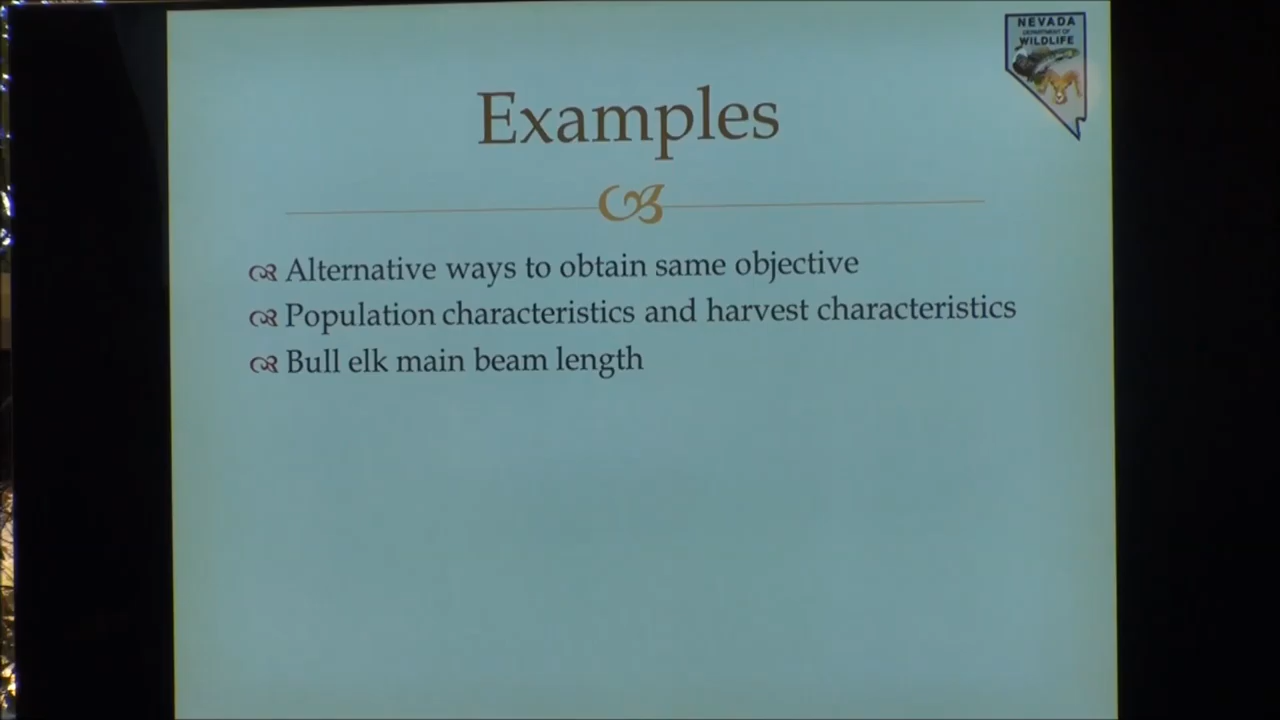 NEVADA
DEPARTMENT OF
WILDLIFE
Examples
Alternative ways to obtain same objective
Population characteristics and harvest characteristics
Bull elk main beam length